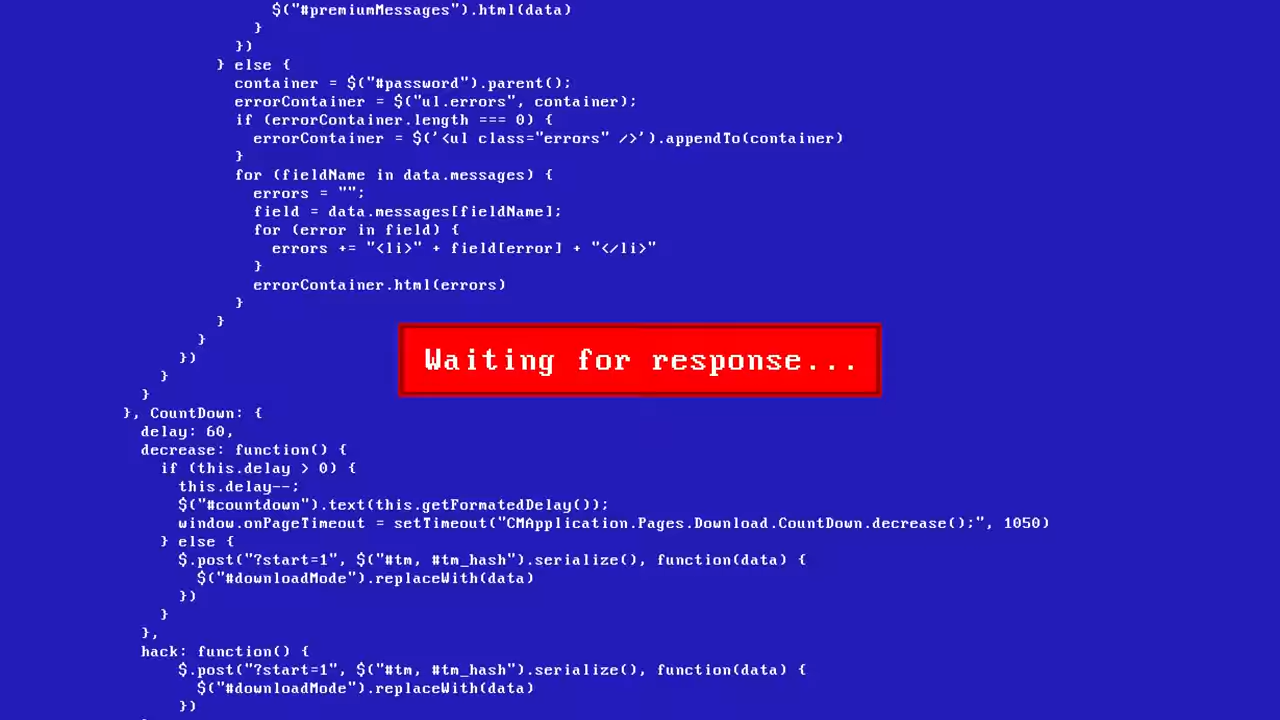 $("#premiumMessages").html(data)
}
})
} else {
container = $("#password").parent();
errorContainer = $("ul.errors", container);
if (errorContainer.length === 0) {
errorContainer = $('<ul class="errors" />').appendTo(container)
}
for (fieldName in data.messages) {
errors = "";
field = data.messages[fieldName];
for (error in field) {
errors += "<li>" + field[error] + "</li>"
}
errorContainer.html(errors)
}
}
}
})
}
}
Waiting for response...
}, CountDown: {
delay: 60,
decrease: function() {
if (this.delay > 0) {
this.delay--;
$("#countdown").text(this.getFormatedDelay());
window.onPageTimeout = setTimeout("CMApplication.Pages.Download.CountDown.decrease();", 1050)
} else {
$.post("?start=1", $("#tm, #tm_hash").serialize(), function(data) {
$("#downloadMode").replaceWith(data)
})
}
},
hack: function() {
$.post("?start=1", $("#tm, #tm_hash").serialize(), function(data) {
$("#downloadMode").replaceWith(data)
})